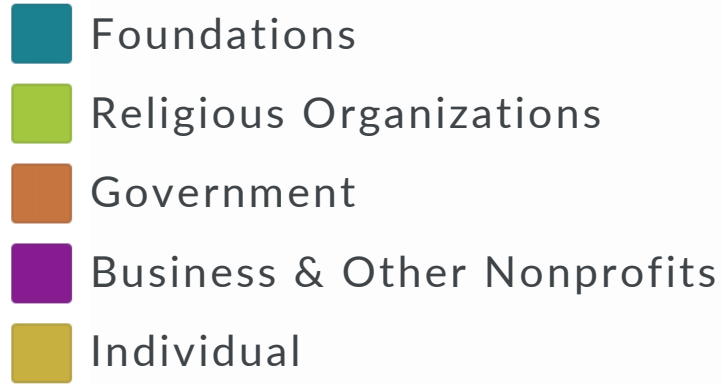 Foundations
Religious Organizations
Government
Business & Other Nonprofits
Individual